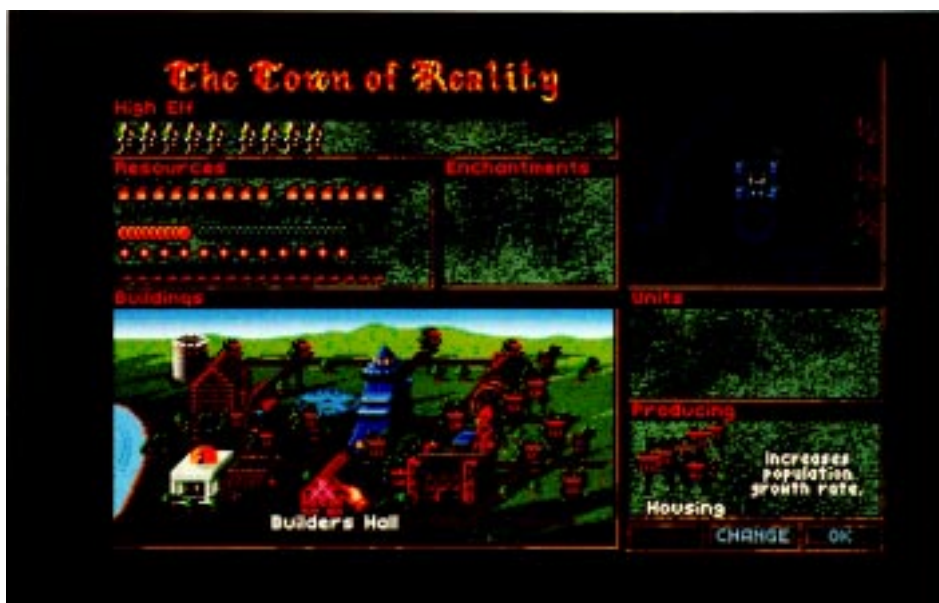 The Town of Reality
High Elf
Resources
Enchantments
Buildings
Units
Producing
Increases
population
growth rate.
Housing
Builders Hall
CHANGE
OK